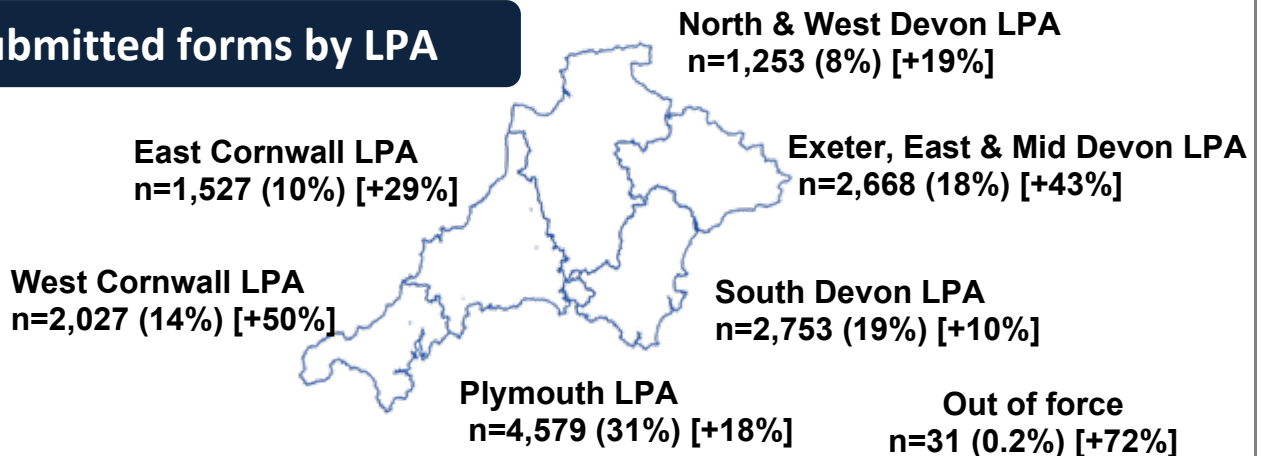 ubmitted forms by LPA
North & West Devon LPA
n=1,253 (8%) [+19%]
East Cornwall LPA
n=1,527 (10%) [+29%]
Exeter, East & Mid Devon LPA
n=2,668 (18%) [+43%]
West Cornwall LPA
n=2,027 (14%) [+50%]
South Devon LPA
n=2,753 (19%) [+10%]
Plymouth LPA
n=4,579 (31%) [+18%]
Out of force
n=31 (0.2%) [+72%]